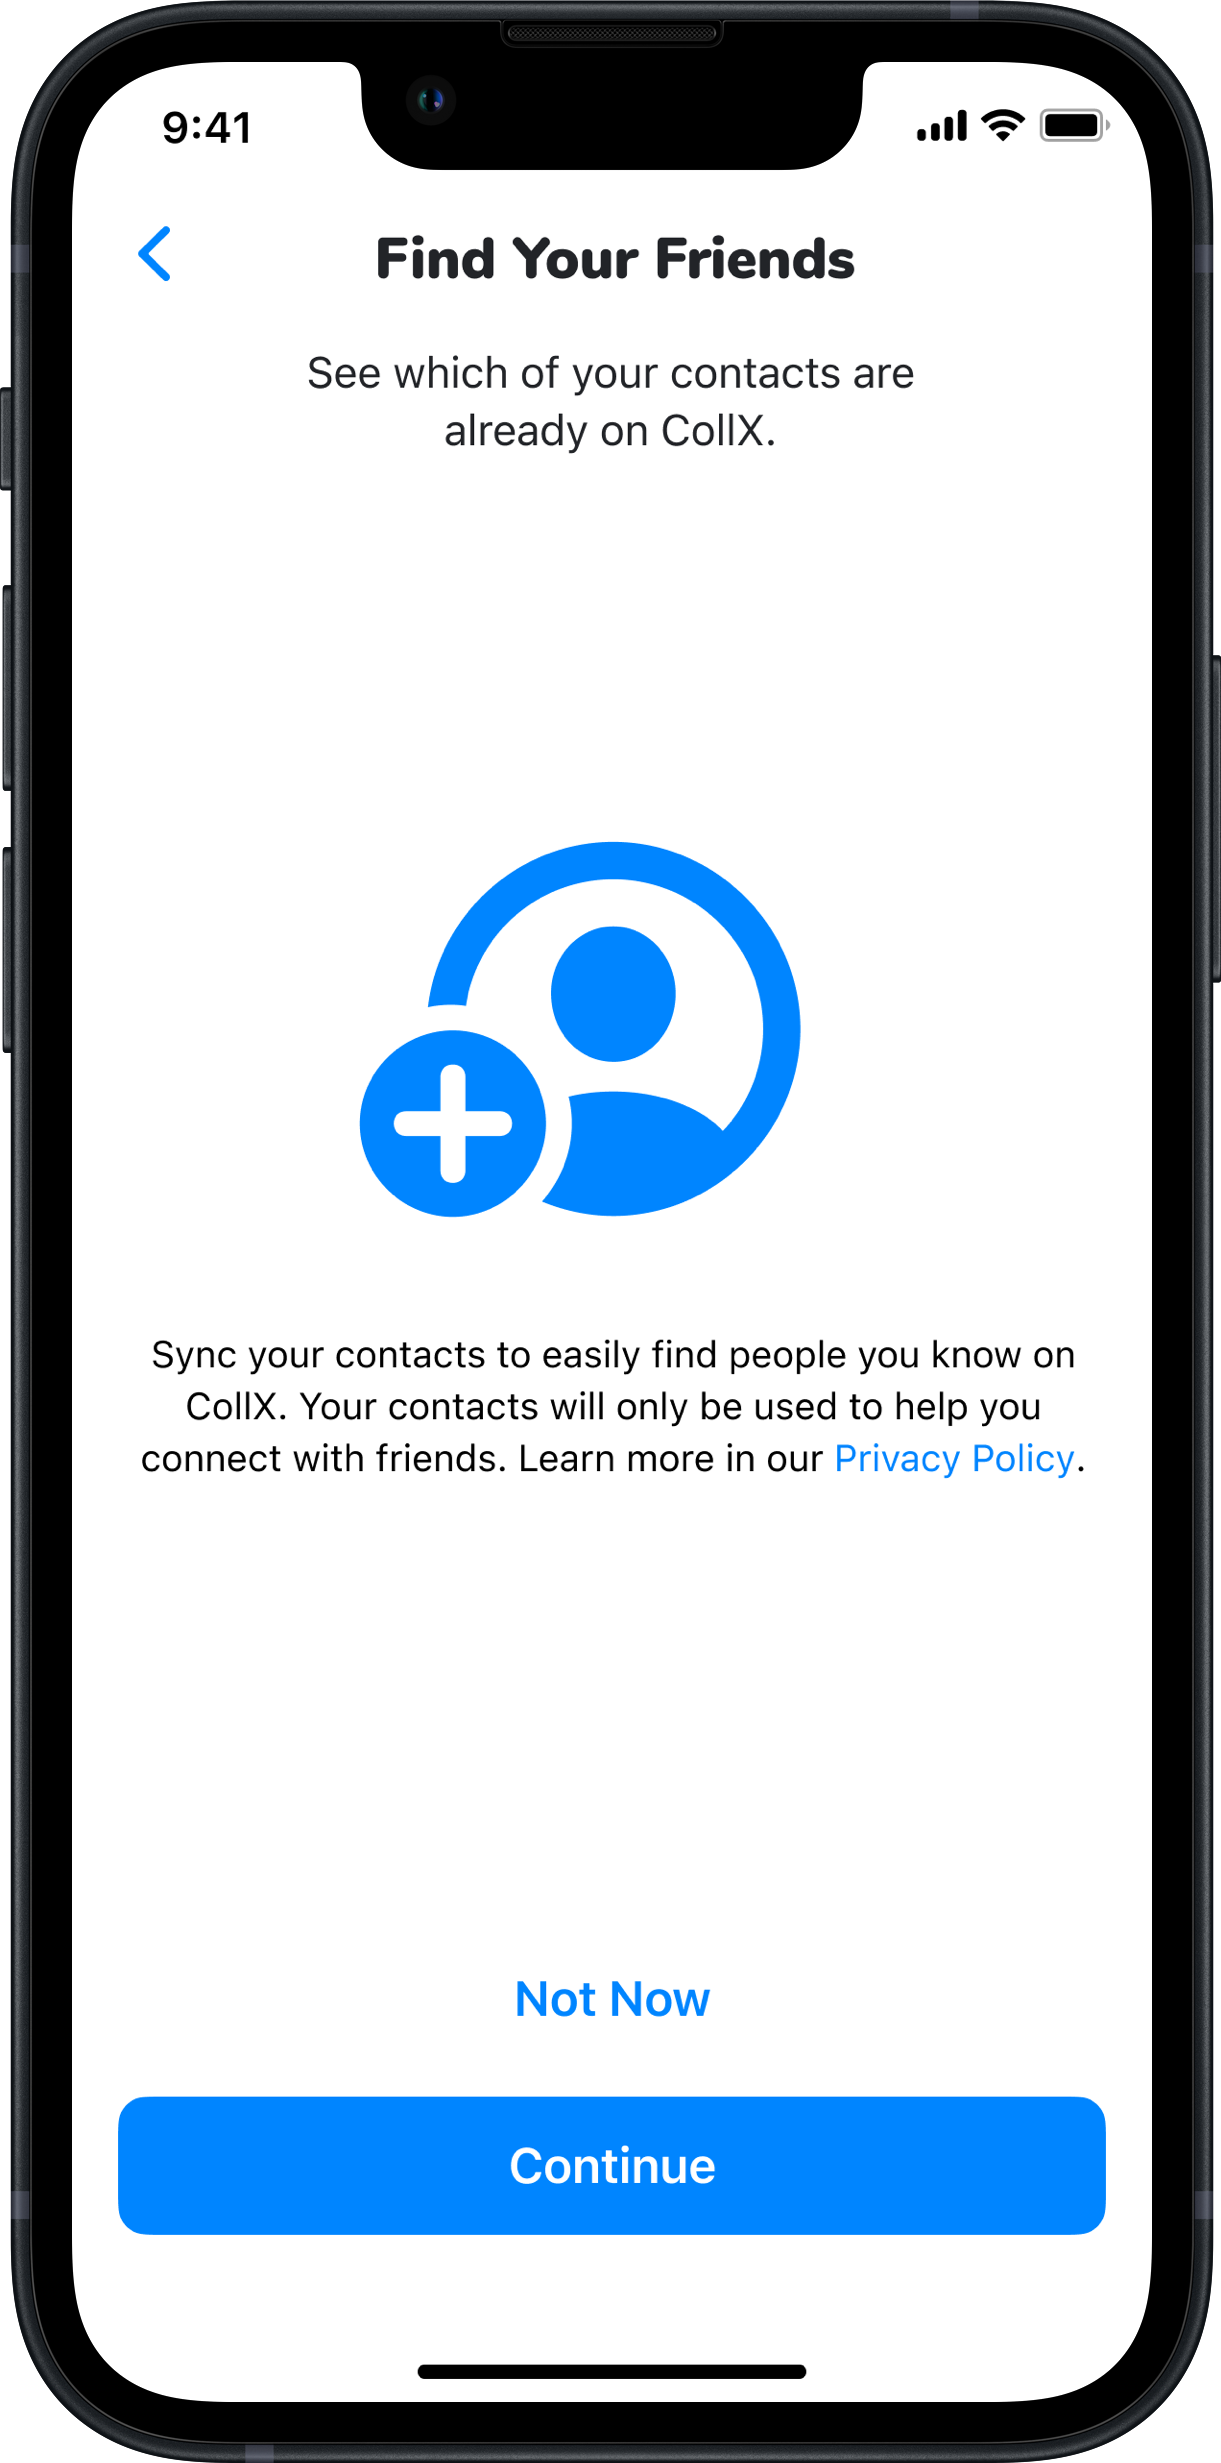 9:41
Find Your Friends
See which of your contacts are
already on CollX.
Sync your contacts to easily find people you know on
CollX. Your contacts will only be used to help you
connect with friends. Learn more in our Privacy Policy.
Not Now
Continue